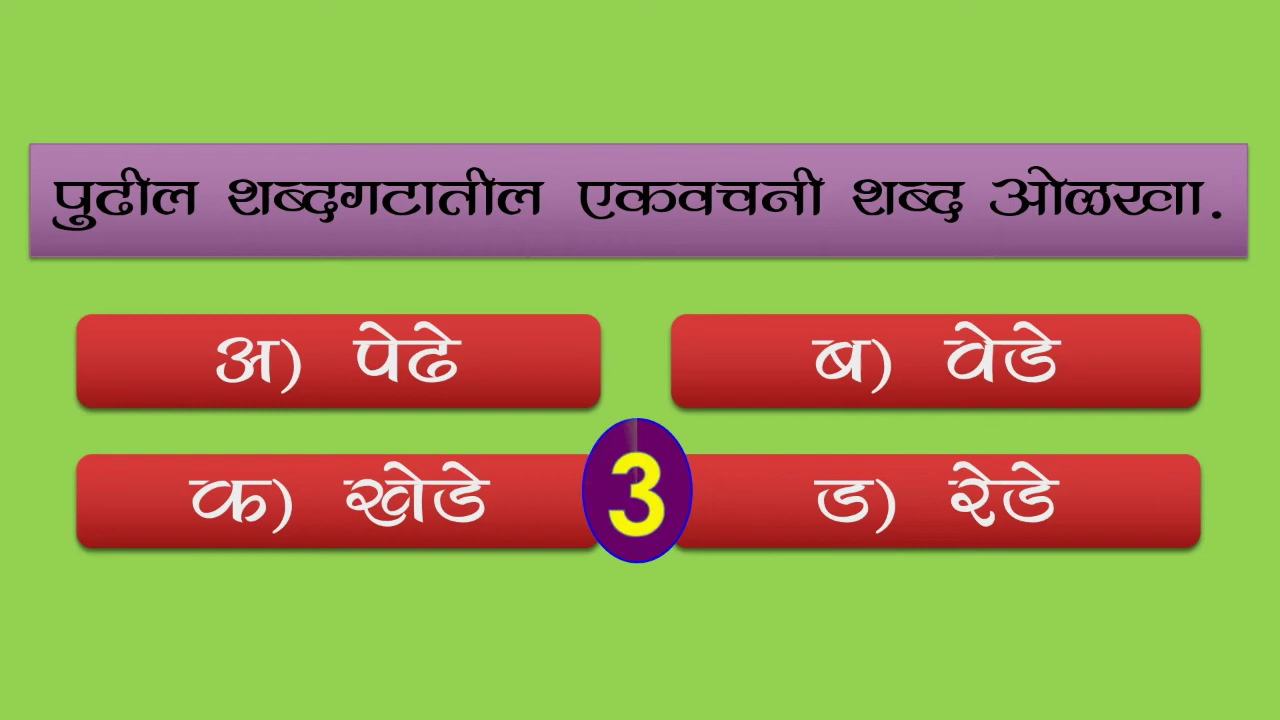 पुढील शब्दगटातील एकवचनी शब्द ओळखा.
अ) पेढे
ब) वेडे
क) खेडे
3
ड) रेडे